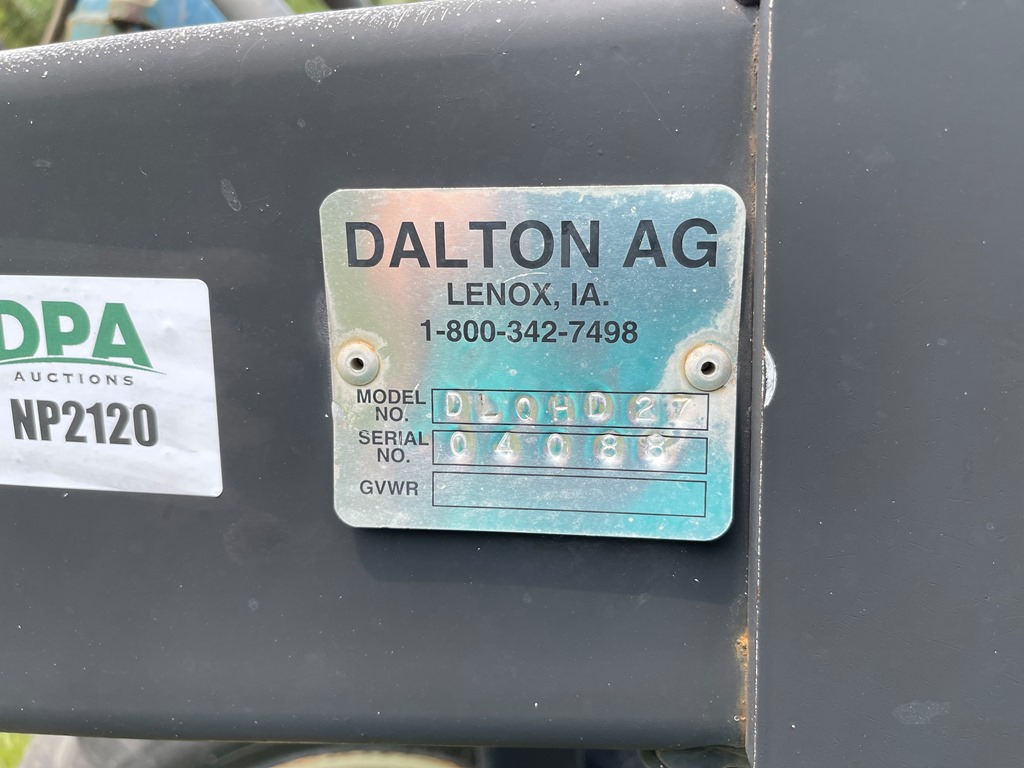 DALTON AG
LENOX, IA.
1-800-342-7498
MODEL NO. DLQHD27
SERIAL NO. 04088
GVWR
DPA
AUCTIONS
NP2120